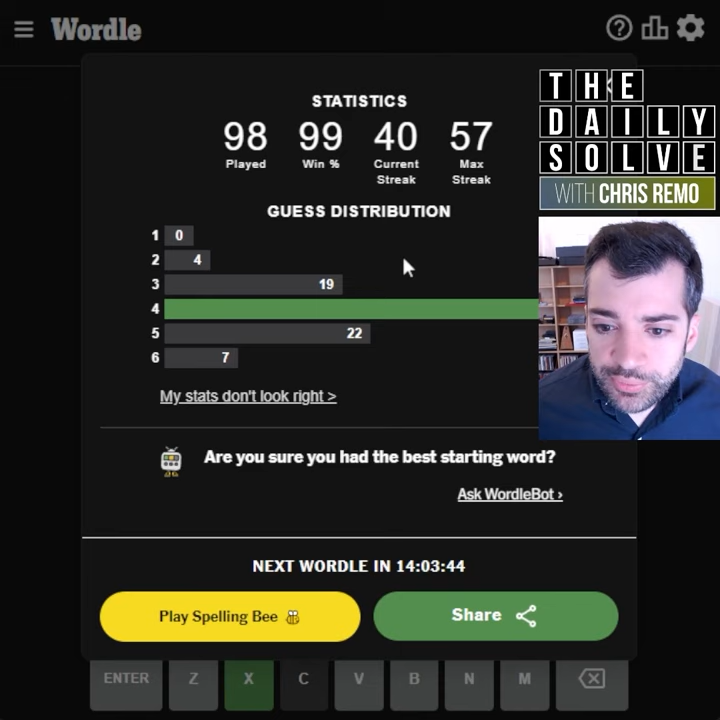 Wordle
THE
DAILY
SOLVE
WITH CHRIS REMO
STATISTICS
98 99 40 57
Played Win % Current Streak Max Streak
GUESS DISTRIBUTION
1 0
2 4
3 19
4
5 22
6 7
My stats don't look right >
Are you sure you had the best starting word?
Ask WordleBot ›
NEXT WORDLE IN 14:03:44
Play Spelling Bee
Share
ENTER Z X C V B N M